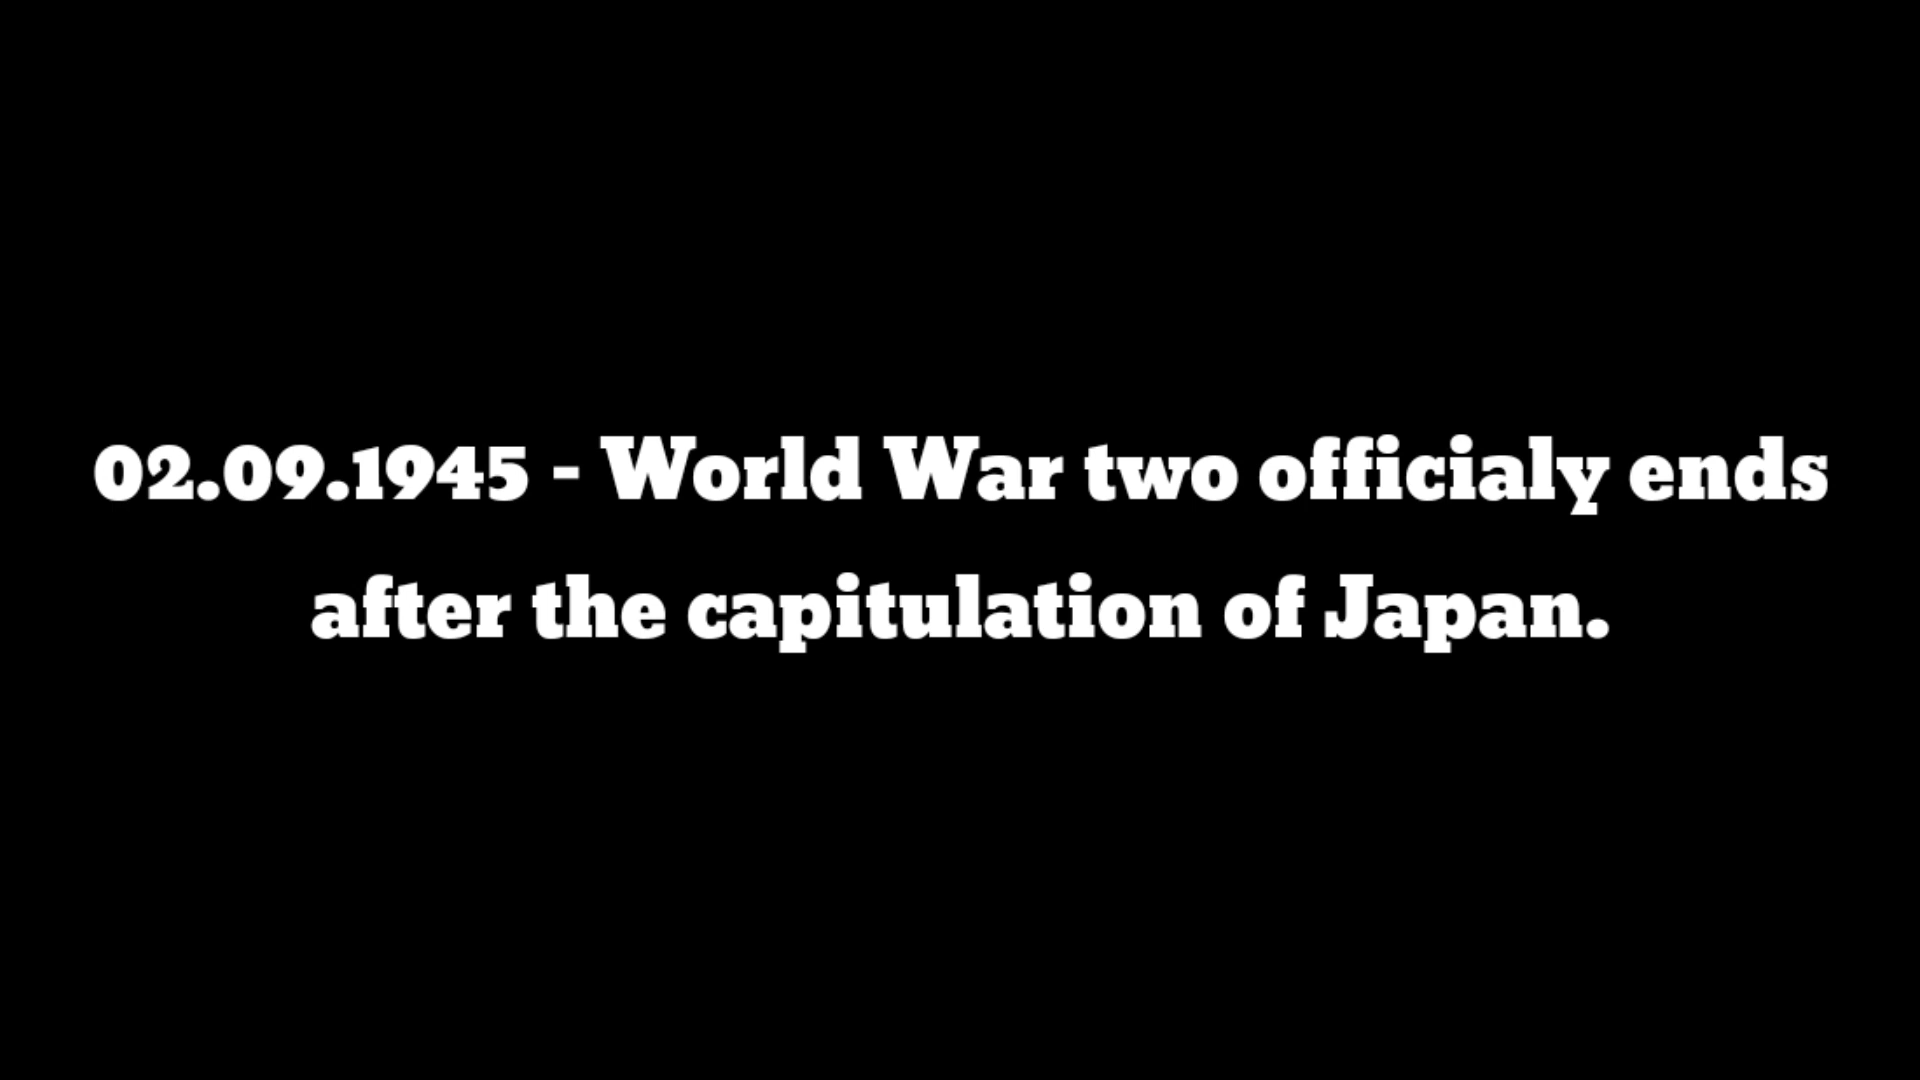 02.09.1945 - World War two officialy ends
after the capitulation of Japan.